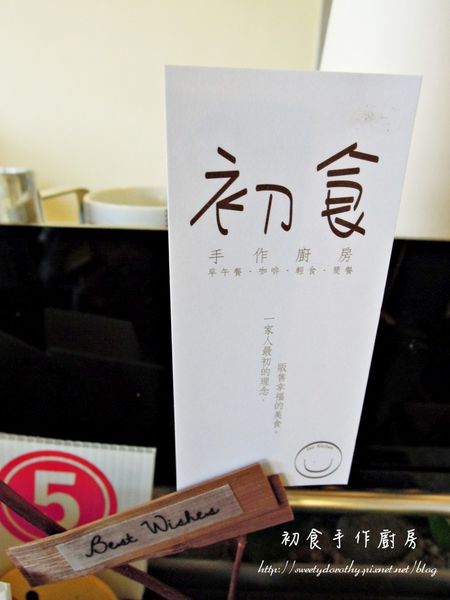 初食
手作廚房
早午餐·咖啡·輕食·簡餐
一家人最初的理念、
販售幸福的美食。
5
Best Wishes
初食手作廚房
http://sweetydorothy.pixnet.net/blog